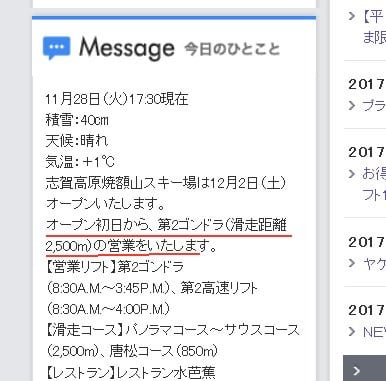 Message 今日のひとこと
11月28日(火)17:30現在
積雪:40cm
天候:晴れ
気温:+1℃
志賀高原焼額山スキー場は12月2日(土)
オープンいたします。
オープン初日から、第2ゴンドラ(滑走距離
2,500m)の営業をいたします。
【営業リフト】第2ゴンドラ
(8:30A.M.～3:45P.M.)、第2高速リフト
(8:30A.M.～4:00P.M.)
【滑走コース】パノラマコース～サウスコース
(2,500m)、唐松コース(850m)
【レストラン】レストラン水芭蕉
【平
ま限
2017
ブラ
2017
お得
フト1
2017
ヤケ
2017
NEV